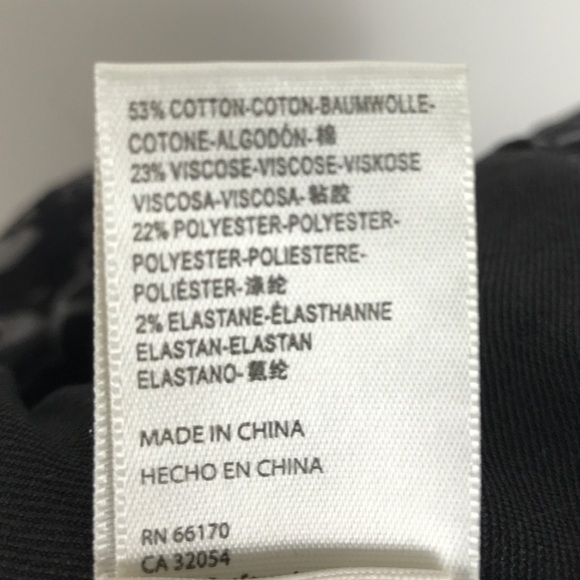 53% COTTON-COTON-BAUMWOLLE-
COTONE-ALGODÓN-棉
23% VISCOSE-VISCOSE-VISKOSE
VISCOSA-VISCOSA-粘胶
22% POLYESTER-POLYESTER-
POLYESTER-POLIESTERE-
POLIÉSTER-涤纶
2% ELASTANE-ÉLASTHANNE
ELASTAN-ELASTAN
ELASTANO-氨纶
MADE IN CHINA
HECHO EN CHINA
RN 66170
CA 32054